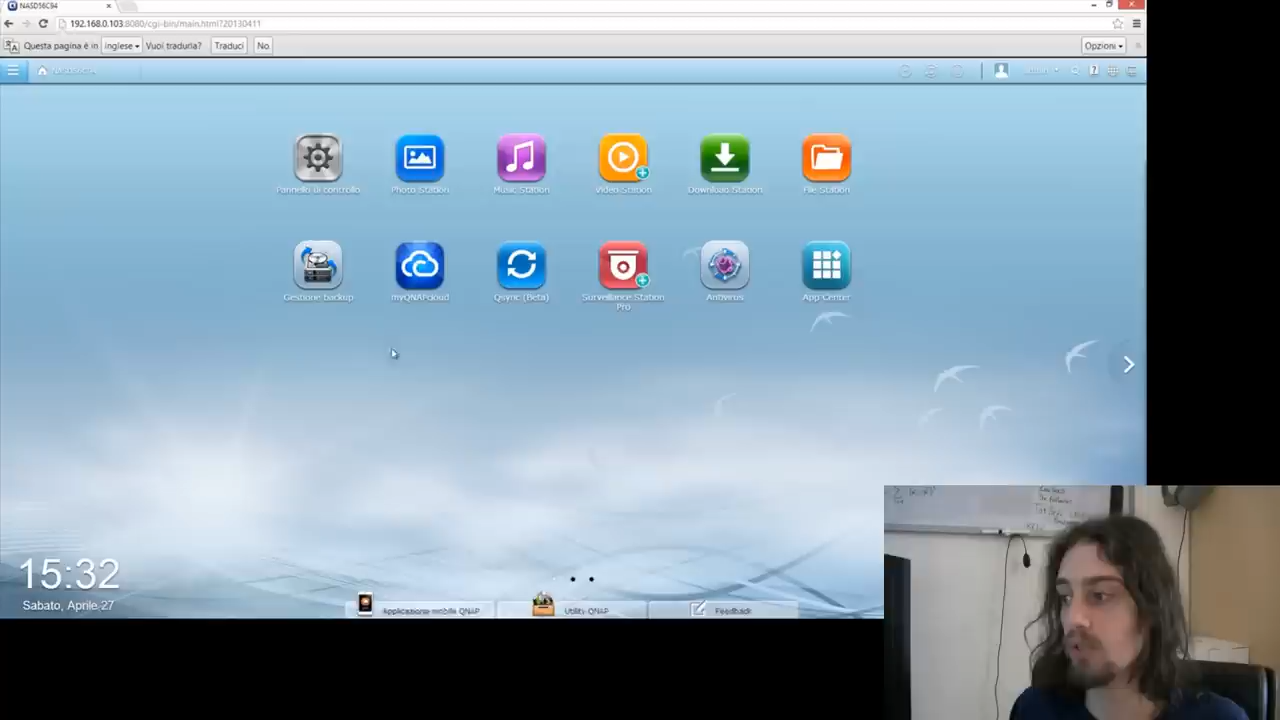 NASD56C94
192.168.0.103:8080/cgi-bin/main.html?20130411
Questa pagina è in inglese Vuoi tradurla? Traduci No Opzioni
NASD56C94
admin
Pannello di controllo Photo Station Music Station Video Station Download Station File Station
Gestione backup myQNAPcloud Qsync (Beta) Surveillance Station Pro Antivirus App Center
15:32
Sabato, Aprile 27
Applicazione mobile QNAP Utility QNAP Feedback